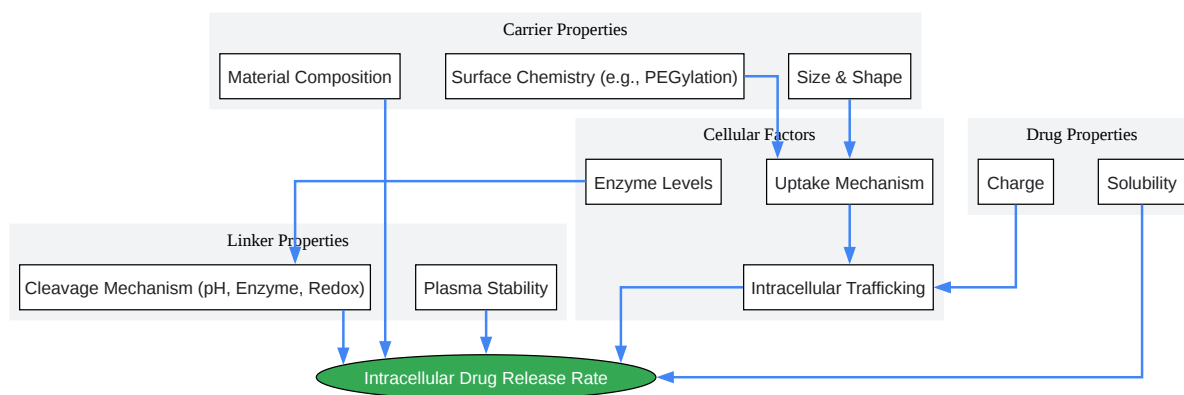 Carrier Properties
Material Composition
Surface Chemistry (e.g., PEGylation)
Size & Shape
Cellular Factors
Drug Properties
Enzyme Levels
Uptake Mechanism
Charge
Solubility
Linker Properties
Cleavage Mechanism (pH, Enzyme, Redox)
Plasma Stability
Intracellular Trafficking
Intracellular Drug Release Rate